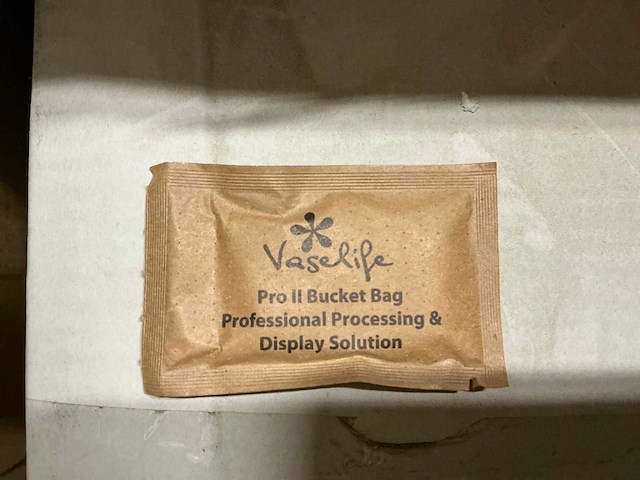 Vaselife
Pro II Bucket Bag
Professional Processing &
Display Solution